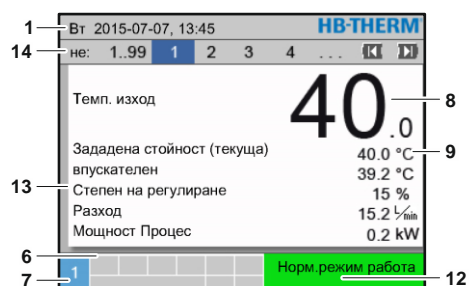 1 Вт 2015-07-07, 13:45 HB-THERM
14 не: 1..99 1 2 3 4 ...
Темп. изход 40.0 8
Зададена стойност (текуща) 40.0 °C 9
впускателен 39.2 °C
13 Степен на регулиране 15 %
Разход 15.2 L/min
Мощност Процес 0.2 kW
6
7 1 Норм.режим работа 12